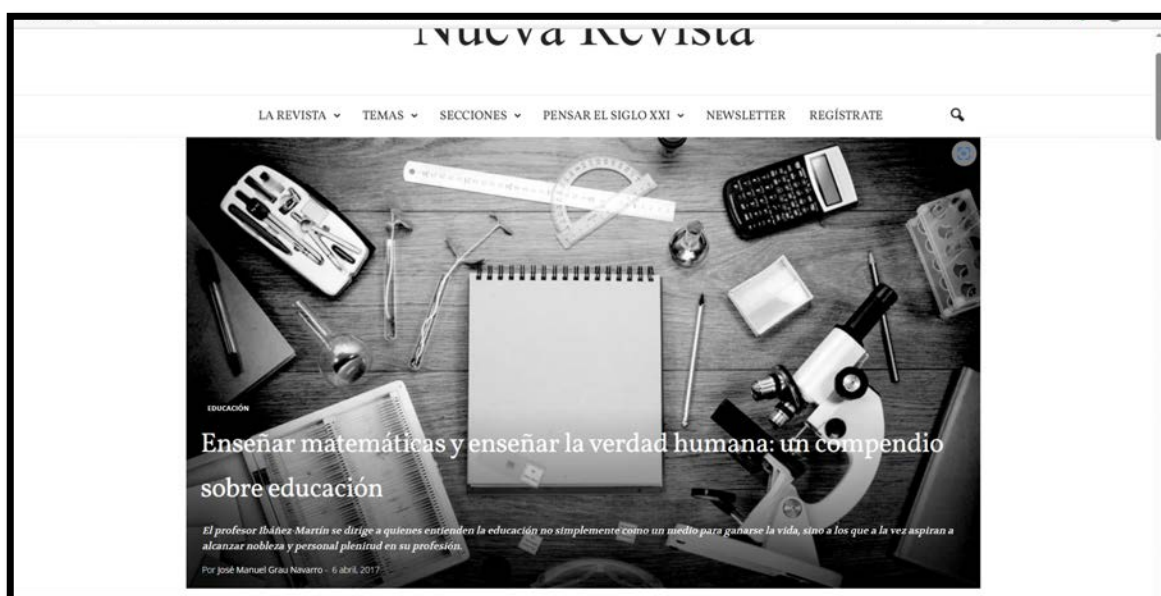 Nueva Revista
LA REVISTA TEMAS SECCIONES PENSAR EL SIGLO XXI NEWSLETTER REGÍSTRATE
EDUCACIÓN
Enseñar matemáticas y enseñar la verdad humana: un compendio
sobre educación
El profesor Ibáñez-Martín se dirige a quienes entienden la educación no simplemente como un medio para ganarse la vida, sino a los que a la vez aspiran a
alcanzar nobleza y personal plenitud en su profesión.
Por José Manuel Grau Navarro - 6 abril, 2017